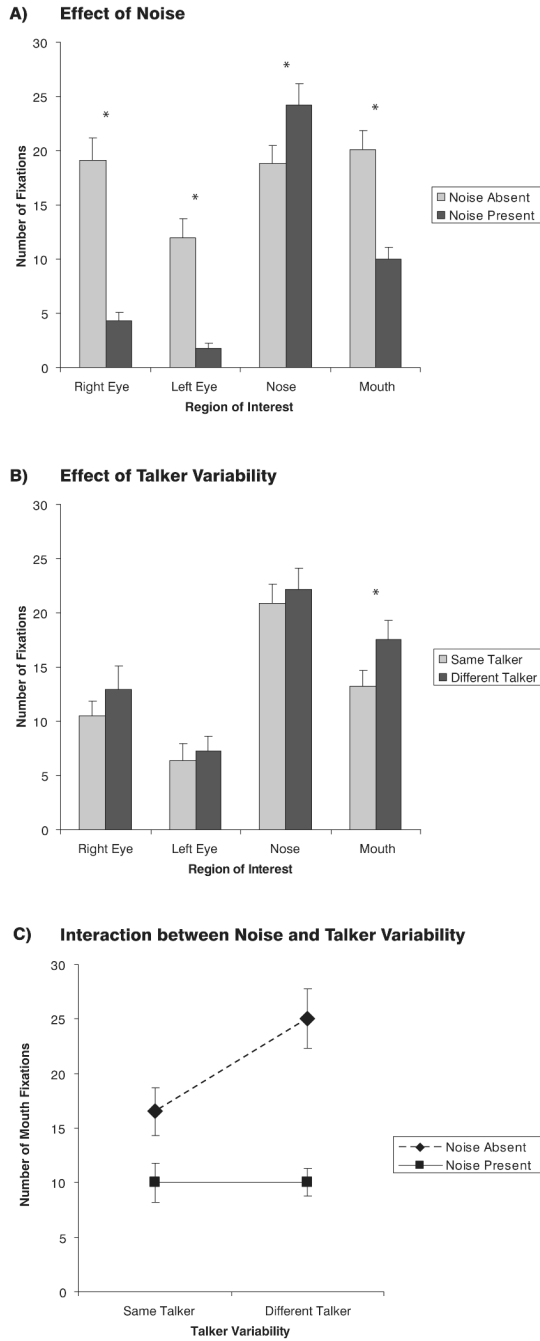 A) Effect of Noise
30
25
20
15
10
5
0
Number of Fixations
*
*
*
*
Noise Absent
Noise Present
Right Eye Left Eye Nose Mouth
Region of Interest
B) Effect of Talker Variability
30
25
20
15
10
5
0
Number of Fixations
*
Same Talker
Different Talker
Right Eye Left Eye Nose Mouth
Region of Interest
C) Interaction between Noise and Talker Variability
30
25
20
15
10
5
0
Number of Mouth Fixations
Noise Absent
Noise Present
Same Talker Different Talker
Talker Variability